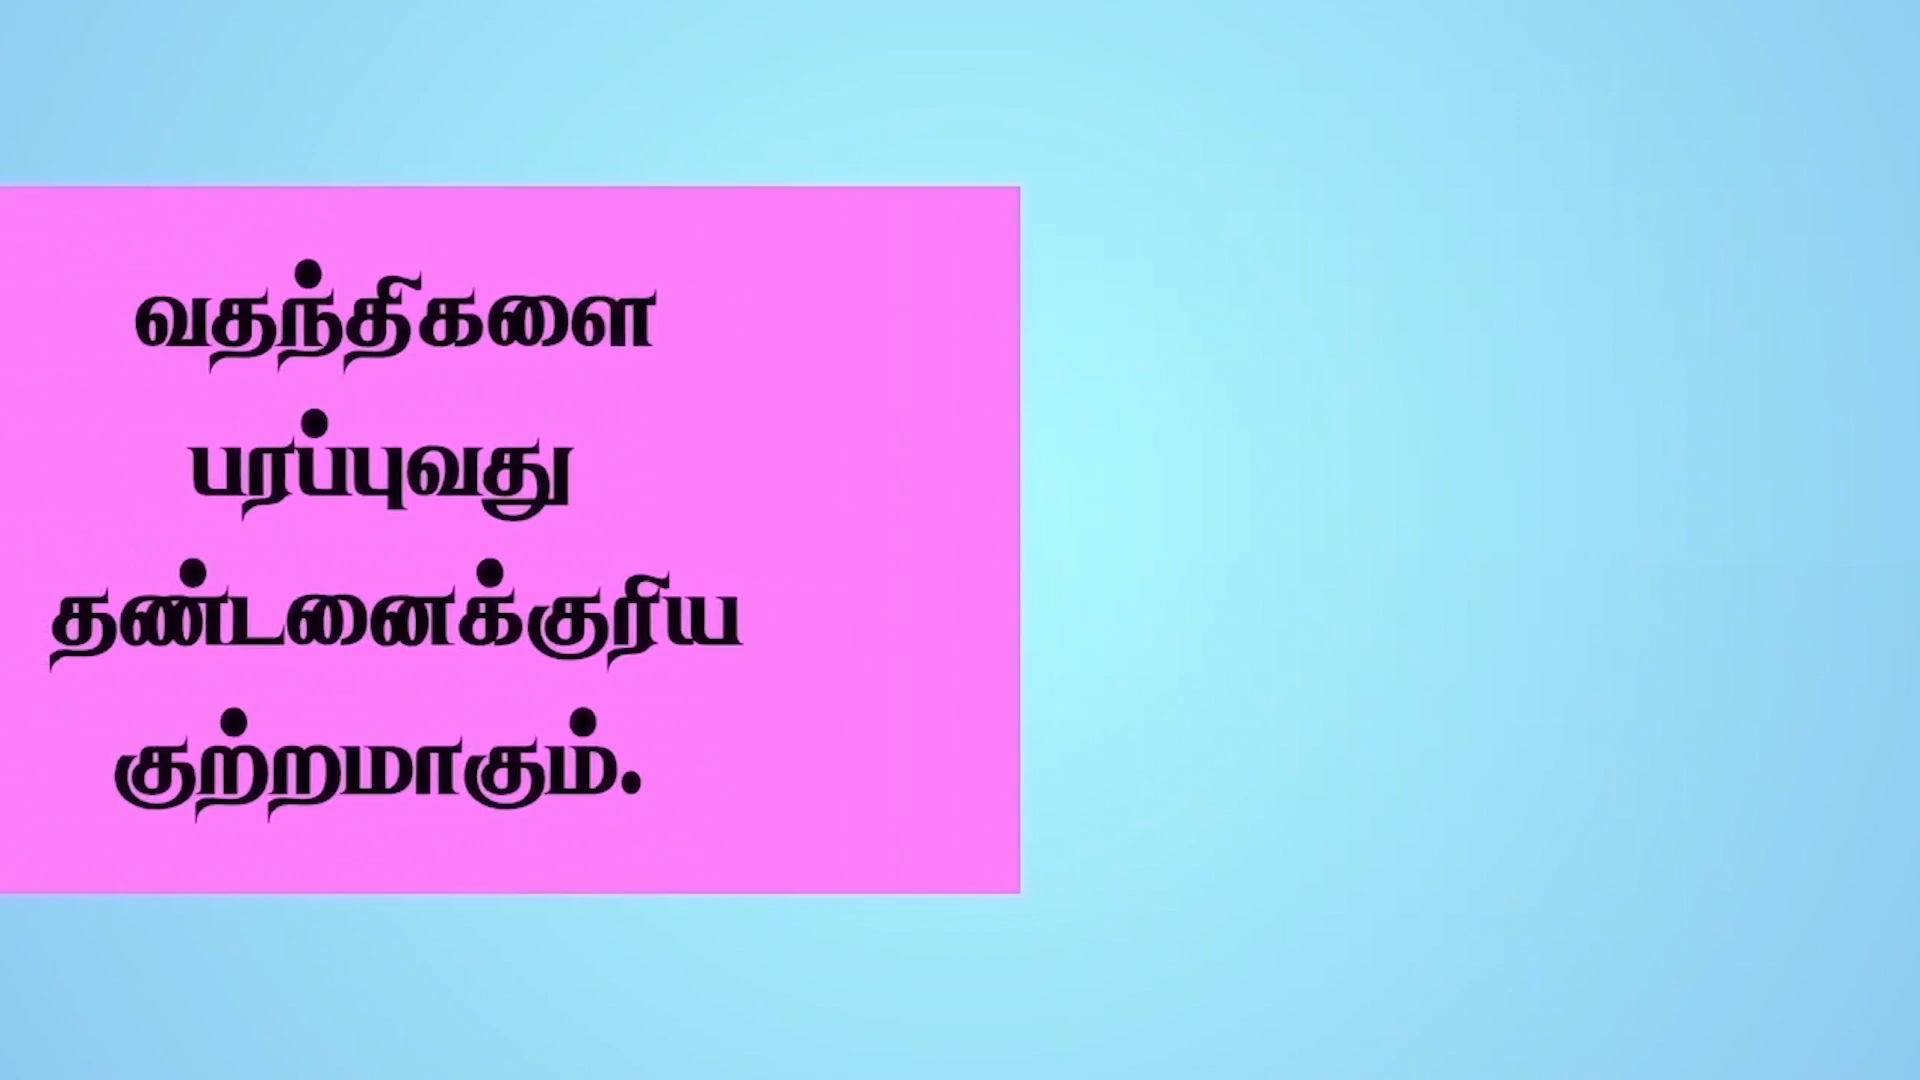 வதந்திகளை
பரப்புவது
தண்டனைக்குரிய
குற்றமாகும்.